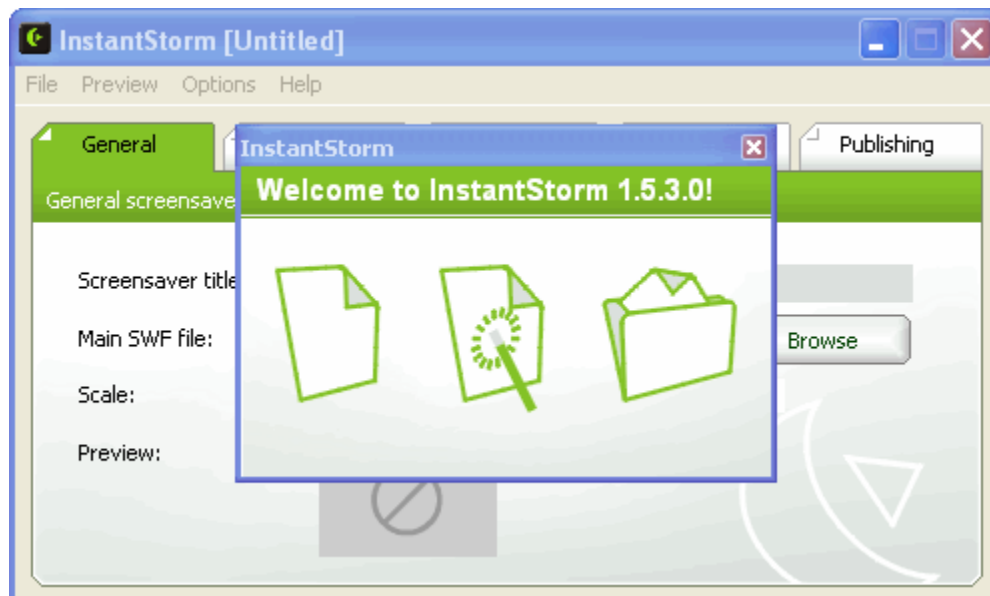 InstantStorm [Untitled]
File Preview Options Help
General
Publishing
InstantStorm
Welcome to InstantStorm 1.5.3.0!
General screensave
Screensaver title
Main SWF file:
Browse
Scale:
Preview: